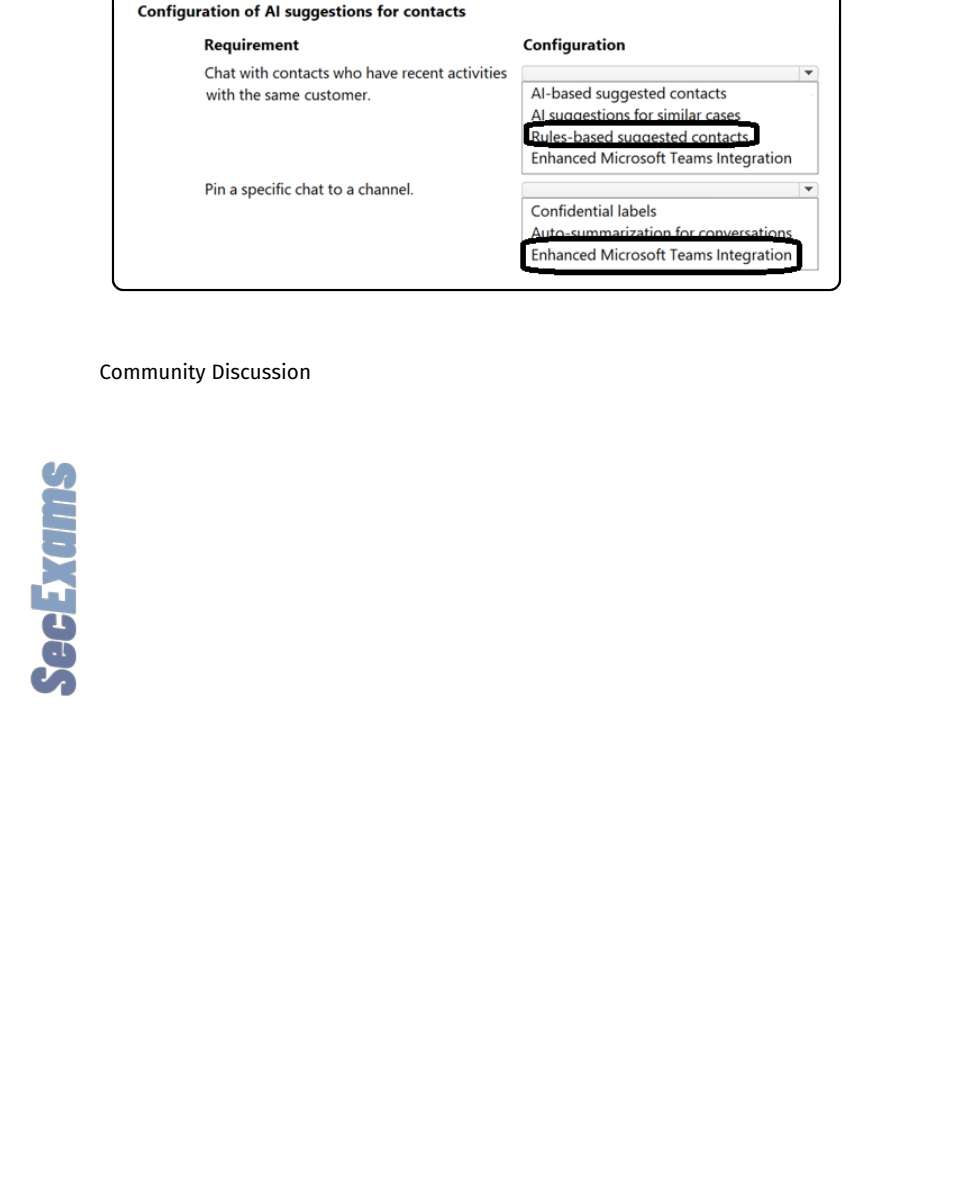 Configuration of AI suggestions for contacts
Requirement Configuration
Chat with contacts who have recent activities
with the same customer.
AI-based suggested contacts
AI suggestions for similar cases
Rules-based suggested contacts
Enhanced Microsoft Teams Integration
Pin a specific chat to a channel.
Confidential labels
Auto-summarization for conversations
Enhanced Microsoft Teams Integration
Community Discussion
SecExams